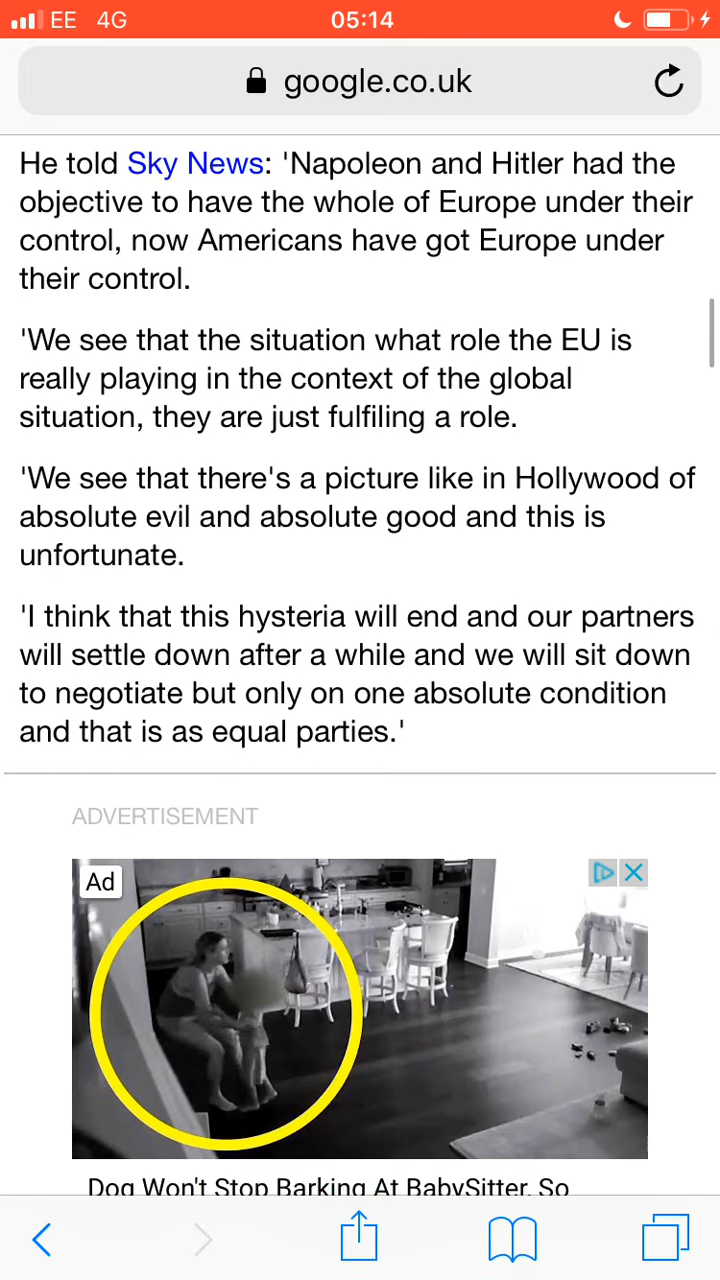 EE 4G 05:14
google.co.uk
He told Sky News: 'Napoleon and Hitler had the
objective to have the whole of Europe under their
control, now Americans have got Europe under
their control.
'We see that the situation what role the EU is
really playing in the context of the global
situation, they are just fulfiling a role.
'We see that there's a picture like in Hollywood of
absolute evil and absolute good and this is
unfortunate.
'I think that this hysteria will end and our partners
will settle down after a while and we will sit down
to negotiate but only on one absolute condition
and that is as equal parties.'
ADVERTISEMENT
Ad
Dog Won't Stop Barking At BabySitter, So